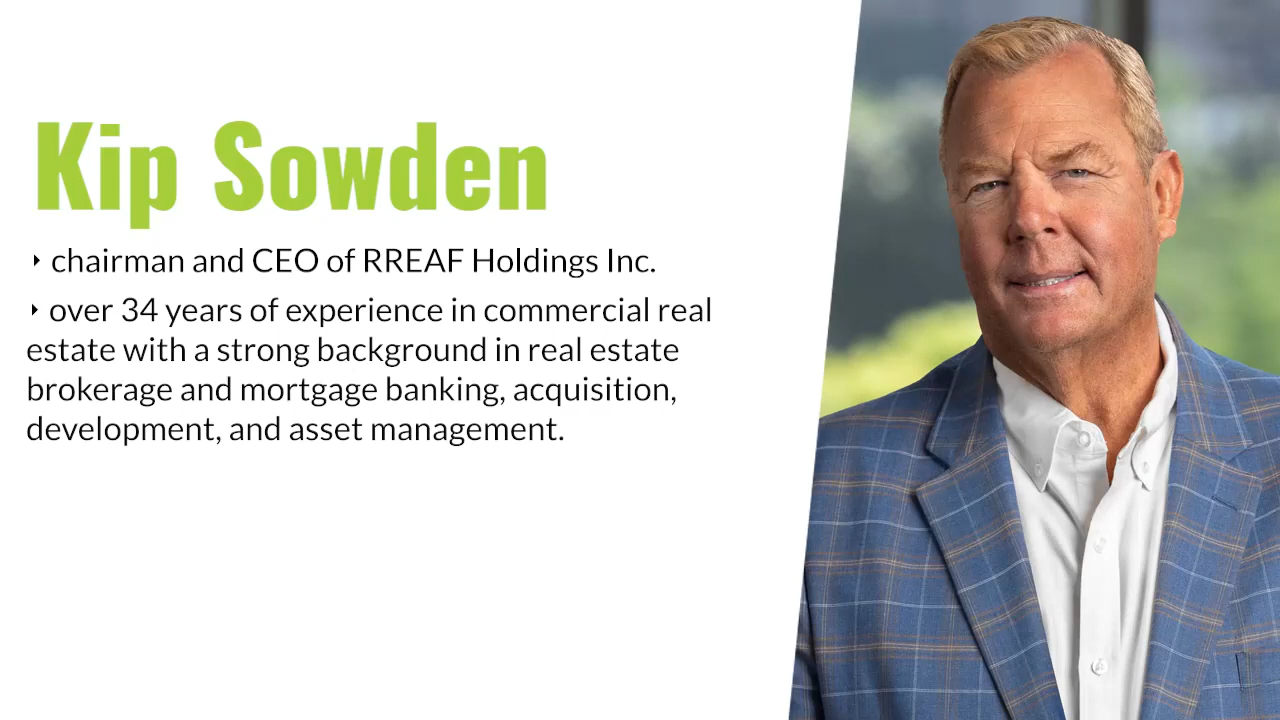 Kip Sowden
‣ chairman and CEO of RREAF Holdings Inc.
‣ over 34 years of experience in commercial real
estate with a strong background in real estate
brokerage and mortgage banking, acquisition,
development, and asset management.